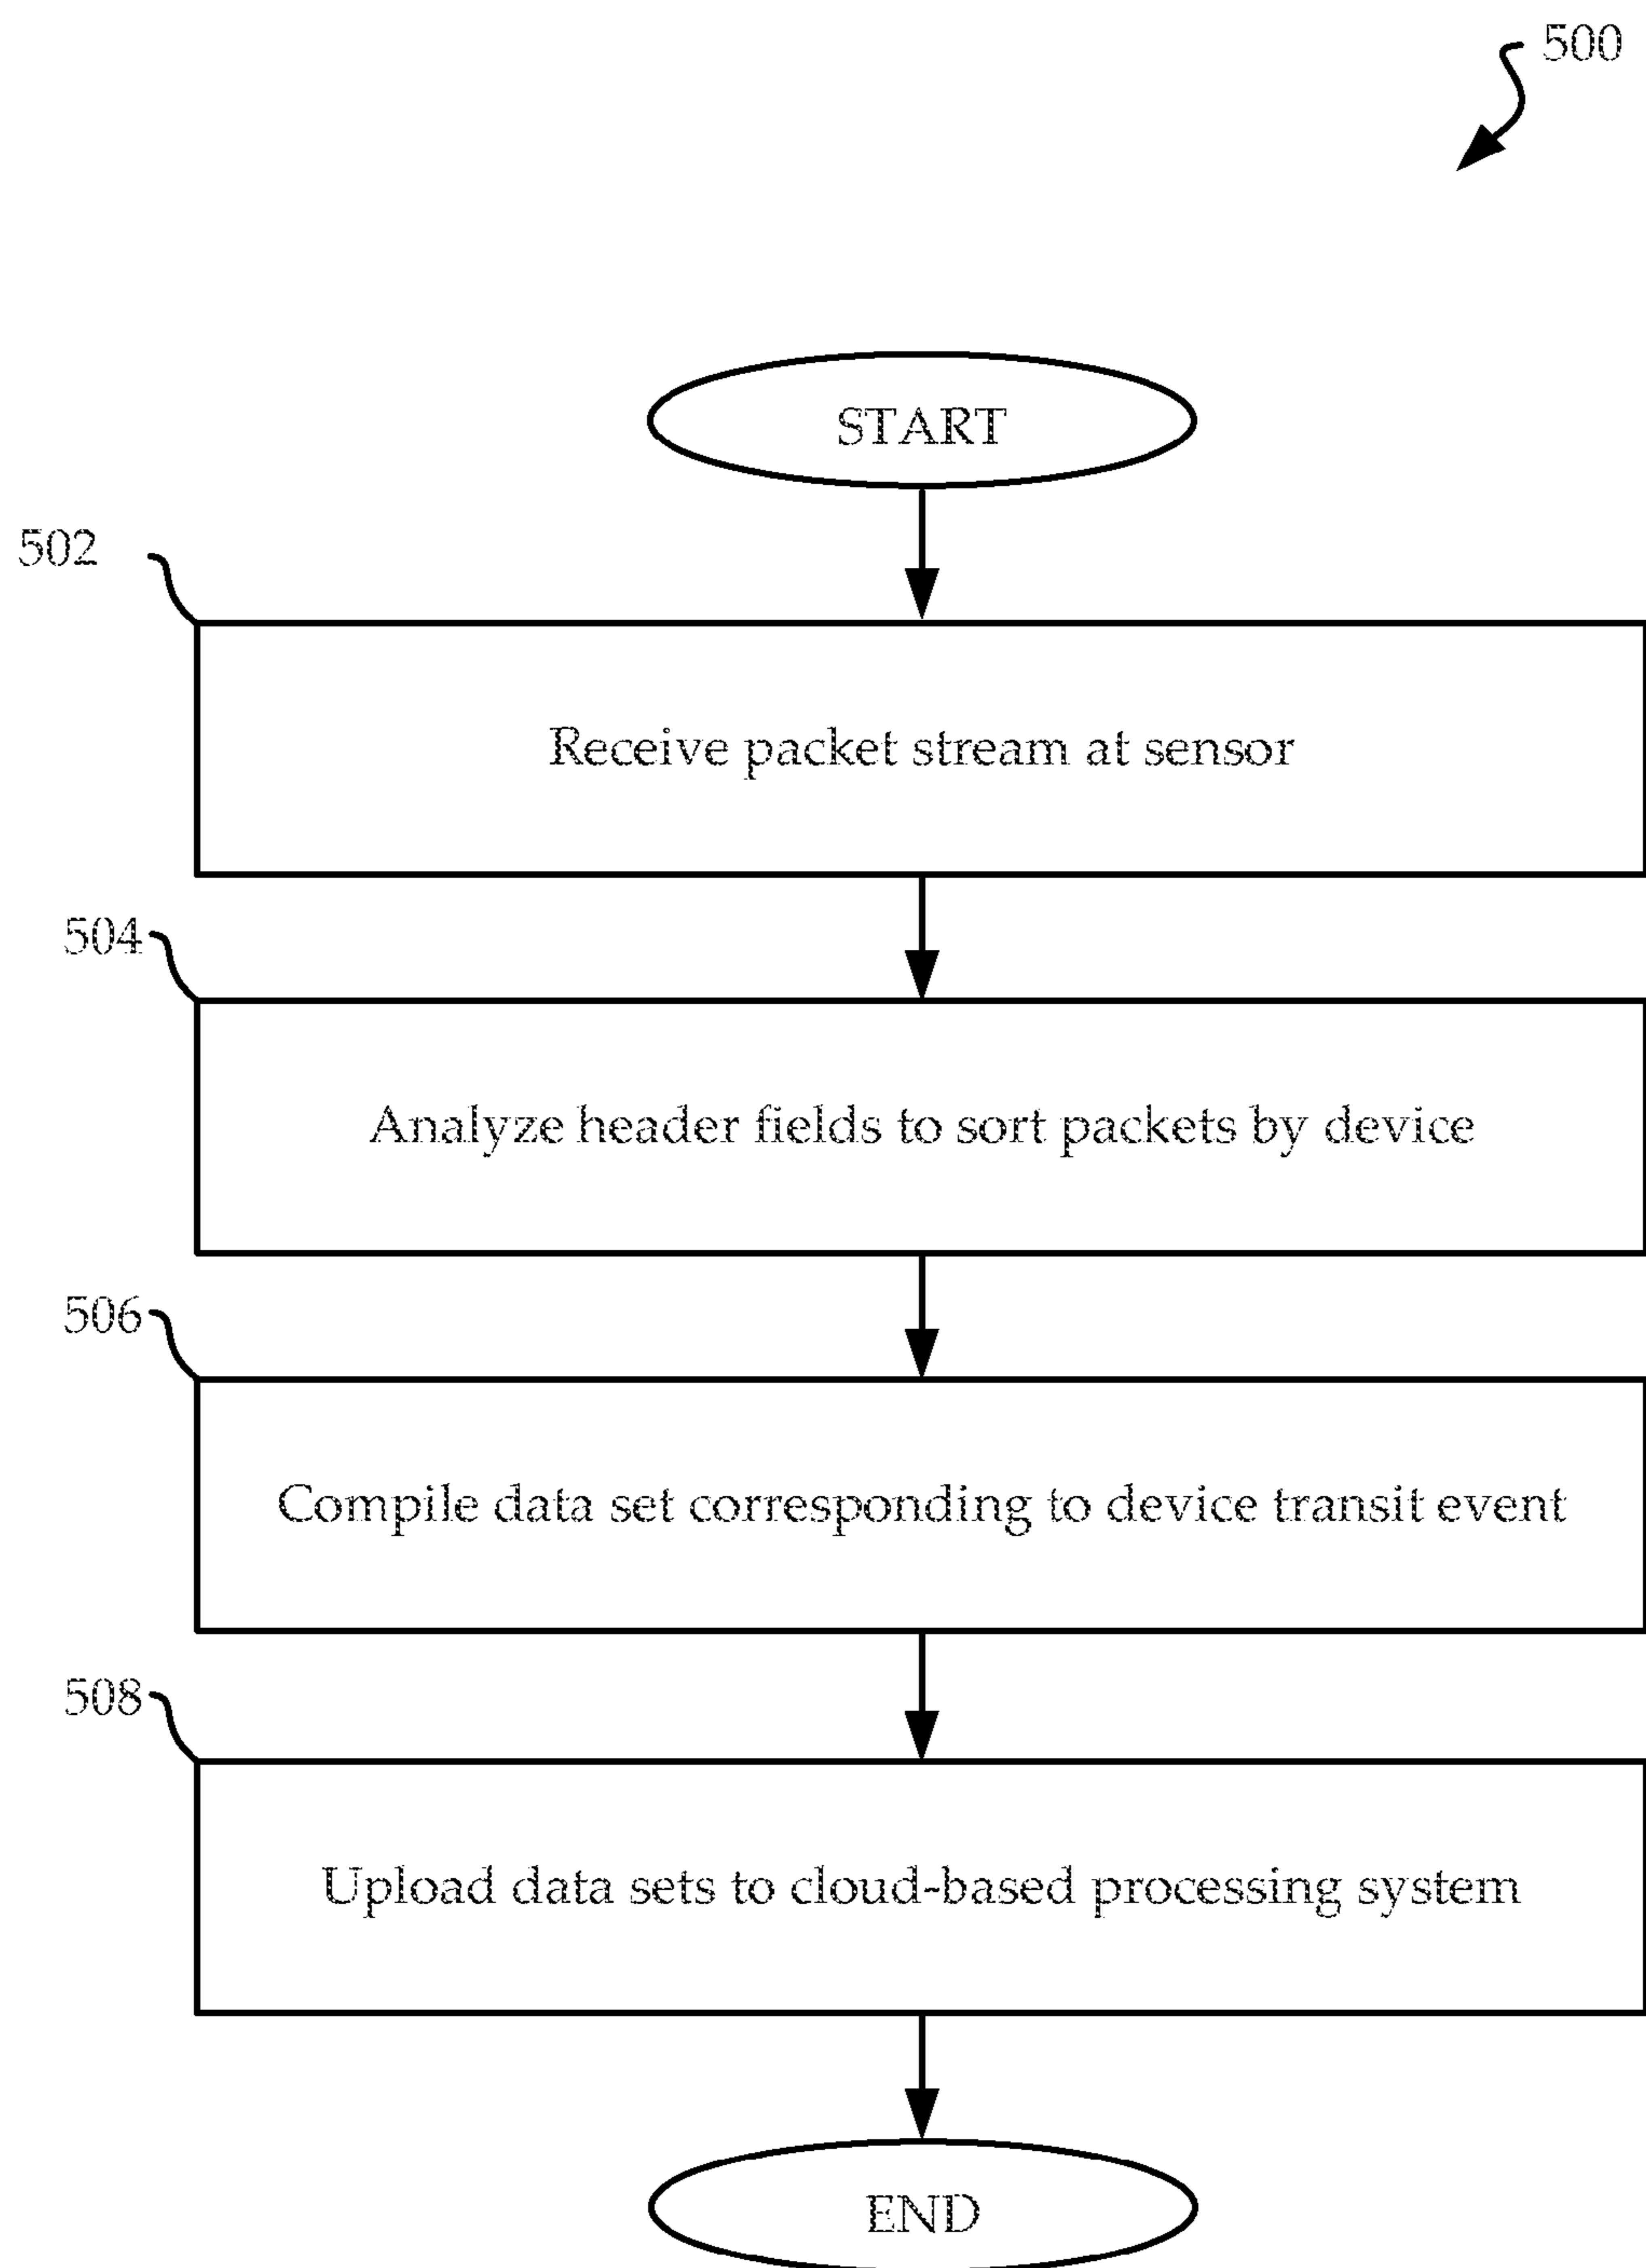 500
START
502
Receive packet stream at sensor
504
Analyze header fields to sort packets by device
506
Compile data set corresponding to device transit event
508
Upload data sets to cloud-based processing system
END